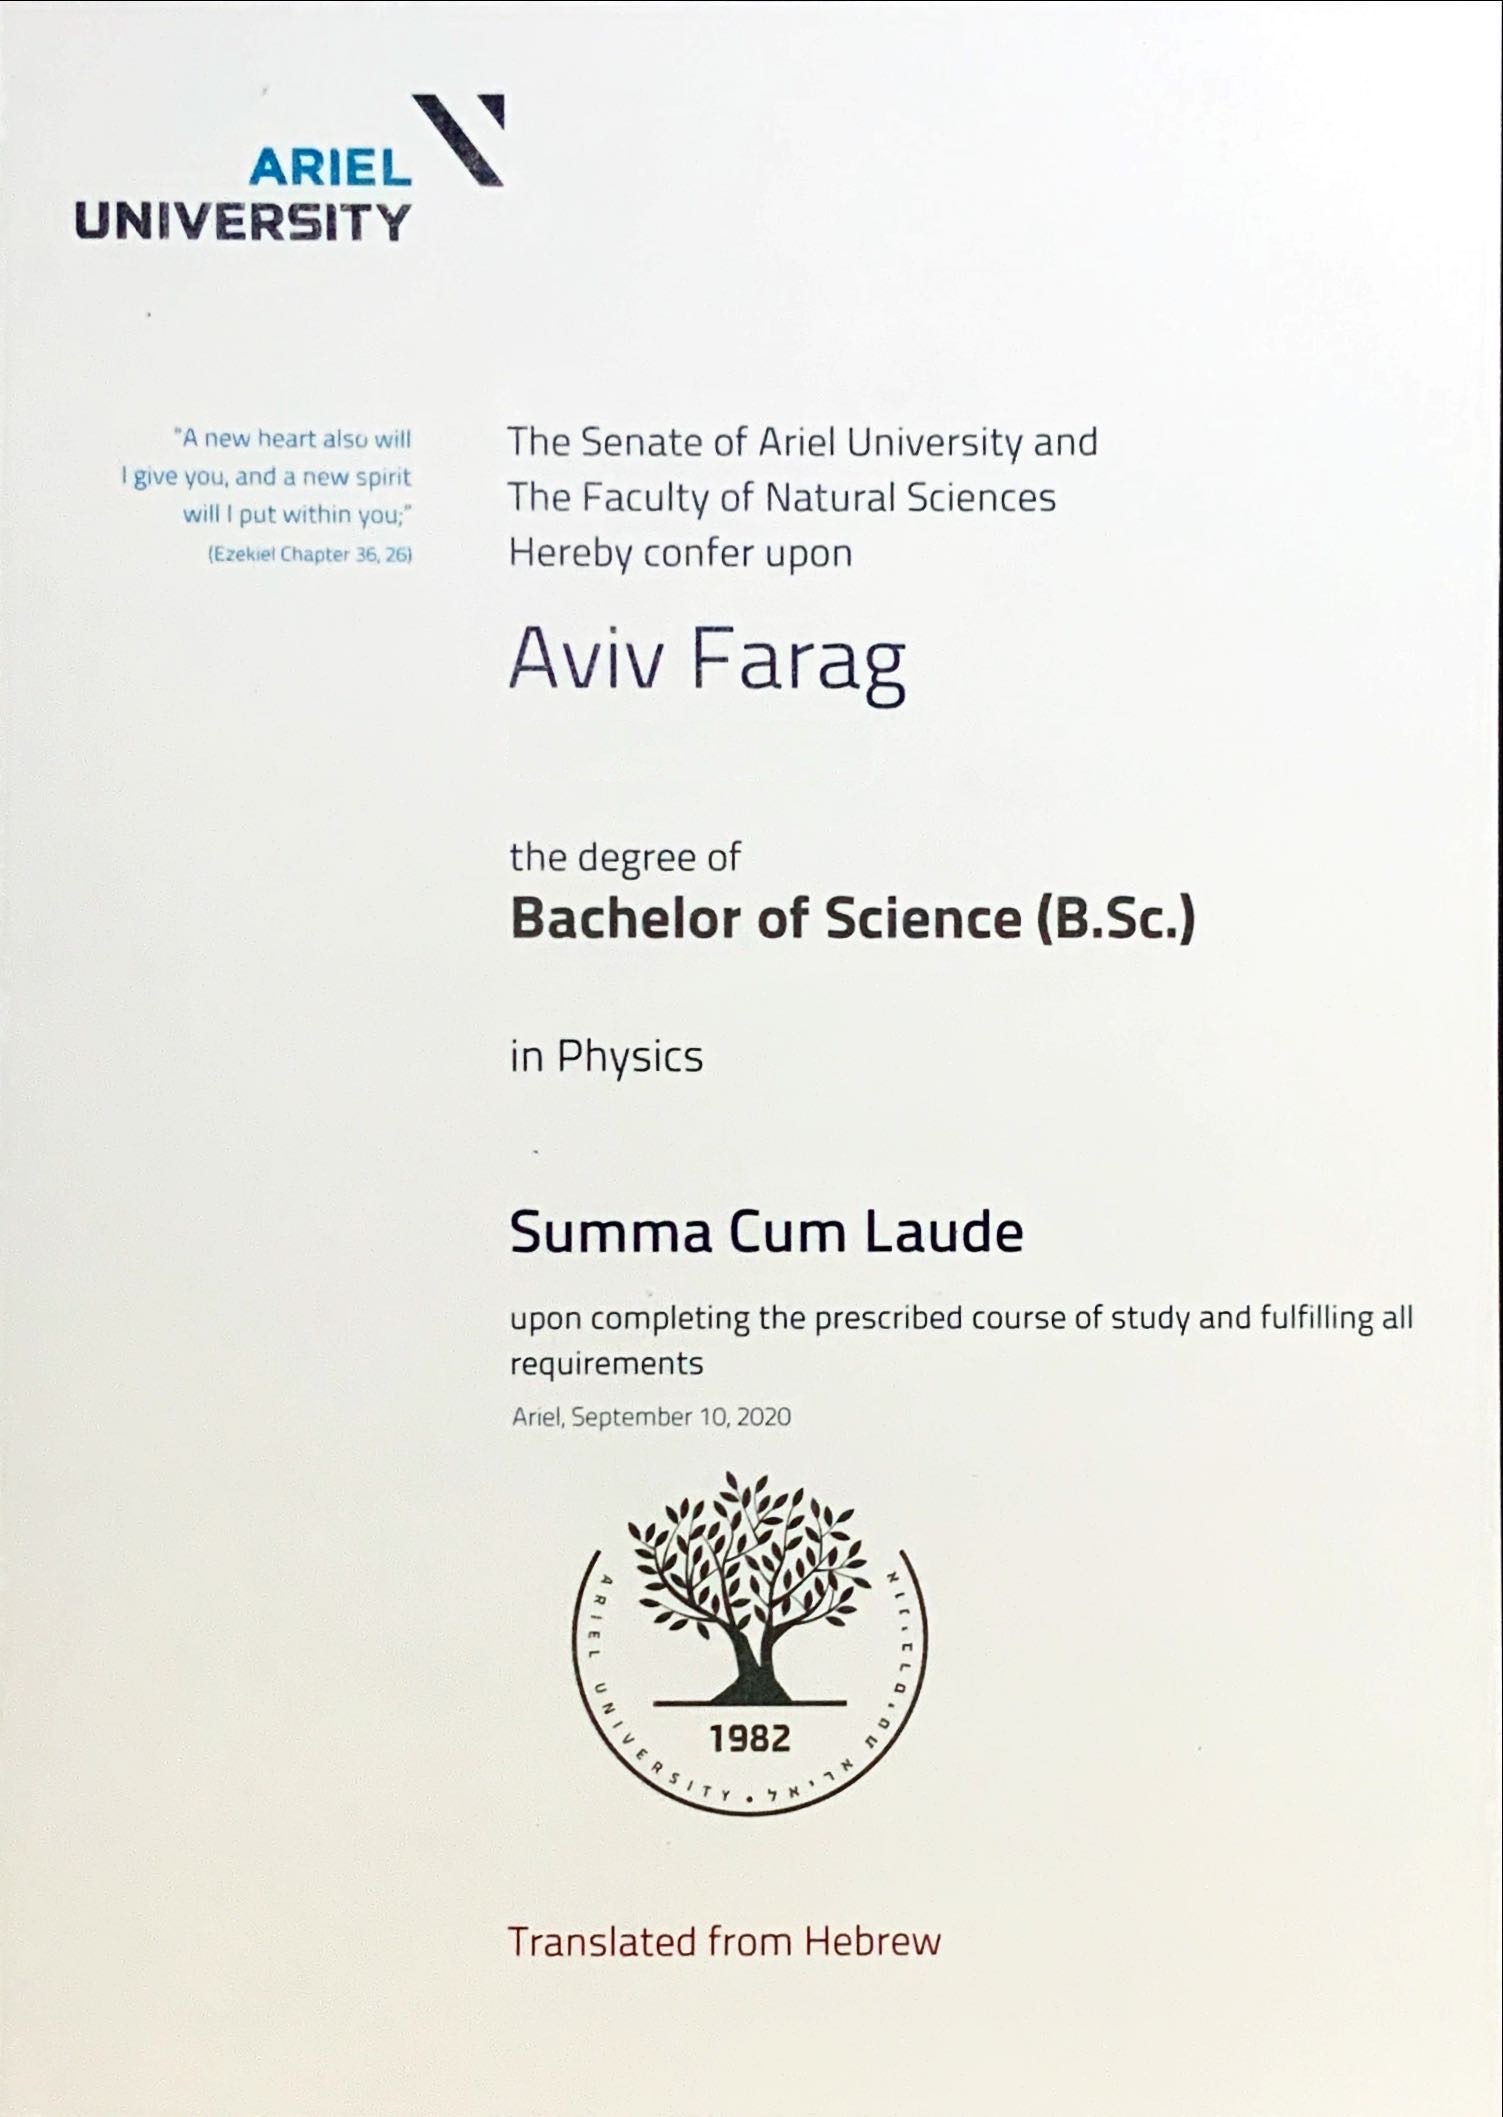 ARIEL
UNIVERSITY
"A new heart also will
I give you, and a new spirit
will I put within you;"
(Ezekiel Chapter 36, 26)
The Senate of Ariel University and
The Faculty of Natural Sciences
Hereby confer upon
Aviv Farag
the degree of
Bachelor of Science (B.Sc.)
in Physics
Summa Cum Laude
upon completing the prescribed course of study and fulfilling all
requirements
Ariel, September 10, 2020
1982
ARIEL UNIVERSITY • אוניברסיטת אריאל
Translated from Hebrew